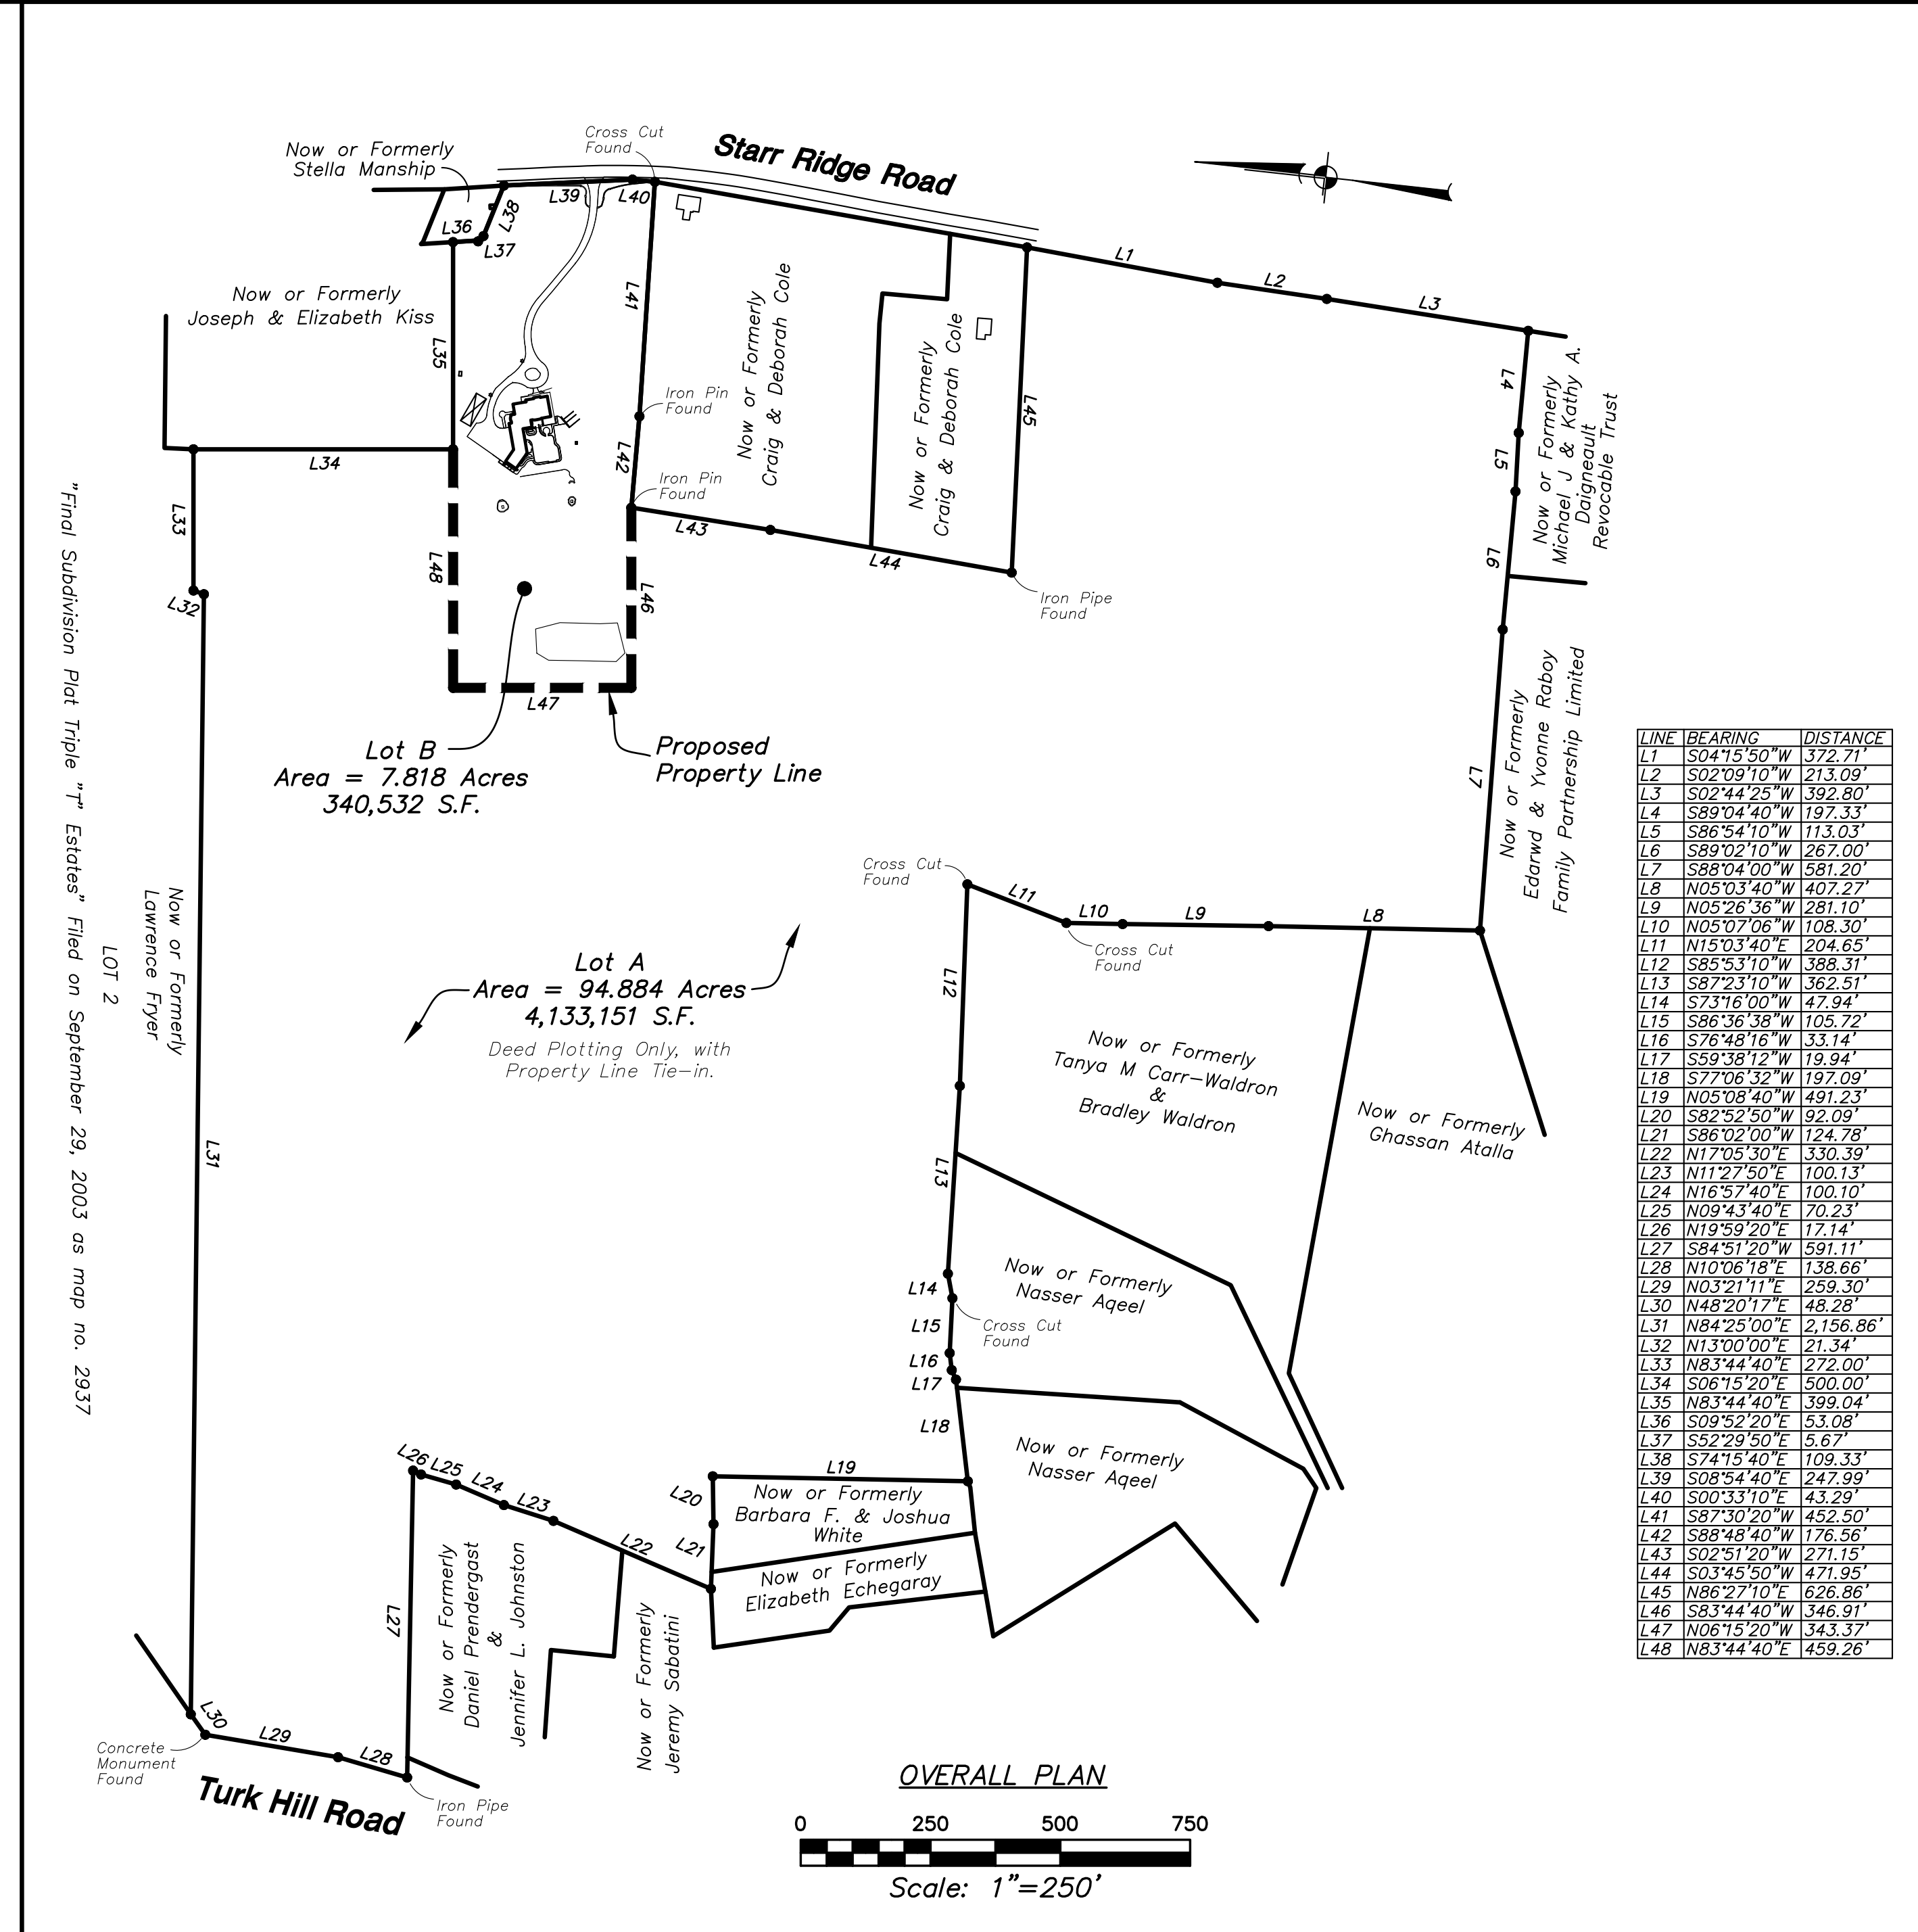 Cross Cut
Found
Starr Ridge Road
Now or Formerly
Stella Manship
L39
L40
L38
L36
L37
L1
L2
L3
Now or Formerly
Joseph & Elizabeth Kiss
L35
L41
Now or Formerly
Craig & Deborah Cole
Now or Formerly
Craig & Deborah Cole
L45
L4
Now or Formerly
Michael J & Kathy A.
Daigneault
Revocable Trust
Iron Pin
Found
L42
L5
L34
Iron Pin
Found
L33
L43
L44
L6
L48
L46
L32
Iron Pipe
Found
L47
Lot B
Area = 7.818 Acres
340,532 S.F.
Proposed
Property Line
L7
Now or Formerly
Edarwd & Yvonne Raboy
Family Partnership Limited
"Final Subdivision Plat Triple "T" Estates" Filed on September 29, 2003 as map no. 2937
LOT 2
Now or Formerly
Lawrence Fryer
L31
Cross Cut
Found
L11
L10
L9
L8
Cross Cut
Found
Lot A
Area = 94.884 Acres
4,133,151 S.F.
Deed Plotting Only, with
Property Line Tie-in.
L12
Now or Formerly
Tanya M Carr-Waldron
&
Bradley Waldron
Now or Formerly
Ghassan Atalla
L13
Now or Formerly
Nasser Aqeel
L14
L15
Cross Cut
Found
L16
L17
L18
Now or Formerly
Nasser Aqeel
L19
L20
Now or Formerly
Barbara F. & Joshua
White
L21
Now or Formerly
Elizabeth Echegaray
L26
L25
L24
L23
L22
L27
Now or Formerly
Daniel Prendergast
&
Jennifer L. Johnston
Now or Formerly
Jeremy Sabatini
L30
L29
L28
Concrete
Monument
Found
Turk Hill Road
Iron Pipe
Found
OVERALL PLAN
0 250 500 750
Scale: 1"=250'
LINE BEARING DISTANCE
L1 S04°15'50"W 372.71'
L2 S02°09'10"W 213.09'
L3 S02°44'25"W 392.80'
L4 S89°04'40"W 197.33'
L5 S86°54'10"W 113.03'
L6 S89°02'10"W 267.00'
L7 S88°04'00"W 581.20'
L8 N05°03'40"W 407.27'
L9 N05°26'36"W 281.10'
L10 N05°07'06"W 108.30'
L11 N15°03'40"E 204.65'
L12 S85°53'10"W 388.31'
L13 S87°23'10"W 362.51'
L14 S73°16'00"W 47.94'
L15 S86°36'38"W 105.72'
L16 S76°48'16"W 33.14'
L17 S59°38'12"W 19.94'
L18 S77°06'32"W 197.09'
L19 N05°08'40"W 491.23'
L20 S82°52'50"W 92.09'
L21 S86°02'00"W 124.78'
L22 N17°05'30"E 330.39'
L23 N11°27'50"E 100.13'
L24 N16°57'40"E 100.10'
L25 N09°43'40"E 70.23'
L26 N19°59'20"E 17.14'
L27 S84°51'20"W 591.11'
L28 N10°06'18"E 138.66'
L29 N03°21'11"E 259.30'
L30 N48°20'17"E 48.28'
L31 N84°25'00"E 2,156.86'
L32 N13°00'00"E 21.34'
L33 N83°44'40"E 272.00'
L34 S06°15'20"E 500.00'
L35 N83°44'40"E 399.04'
L36 S09°52'20"E 53.08'
L37 S52°29'50"E 5.67'
L38 S74°15'40"E 109.33'
L39 S08°54'40"E 247.99'
L40 S00°33'10"E 43.29'
L41 S87°30'20"W 452.50'
L42 S88°48'40"W 176.56'
L43 S02°51'20"W 271.15'
L44 S03°45'50"W 471.95'
L45 N86°27'10"E 626.86'
L46 S83°44'40"W 346.91'
L47 N06°15'20"W 343.37'
L48 N83°44'40"E 459.26'